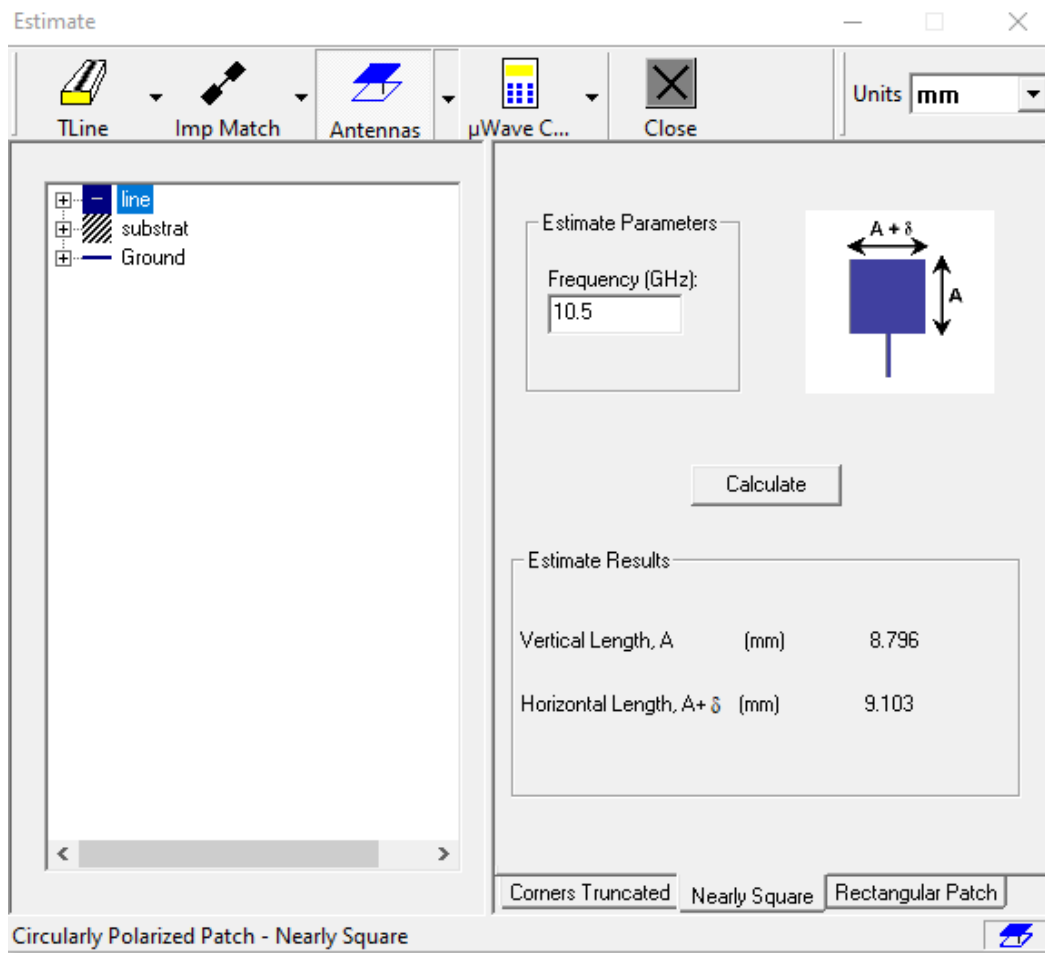 Estimate
TLine
Imp Match
Antennas
µWave C...
Close
Units mm
line
substrat
Ground
Estimate Parameters
Frequency (GHz):
10.5
A + δ
A
Calculate
Estimate Results
Vertical Length, A (mm) 8.796
Horizontal Length, A+ δ (mm) 9.103
Corners Truncated
Nearly Square
Rectangular Patch
Circularly Polarized Patch - Nearly Square